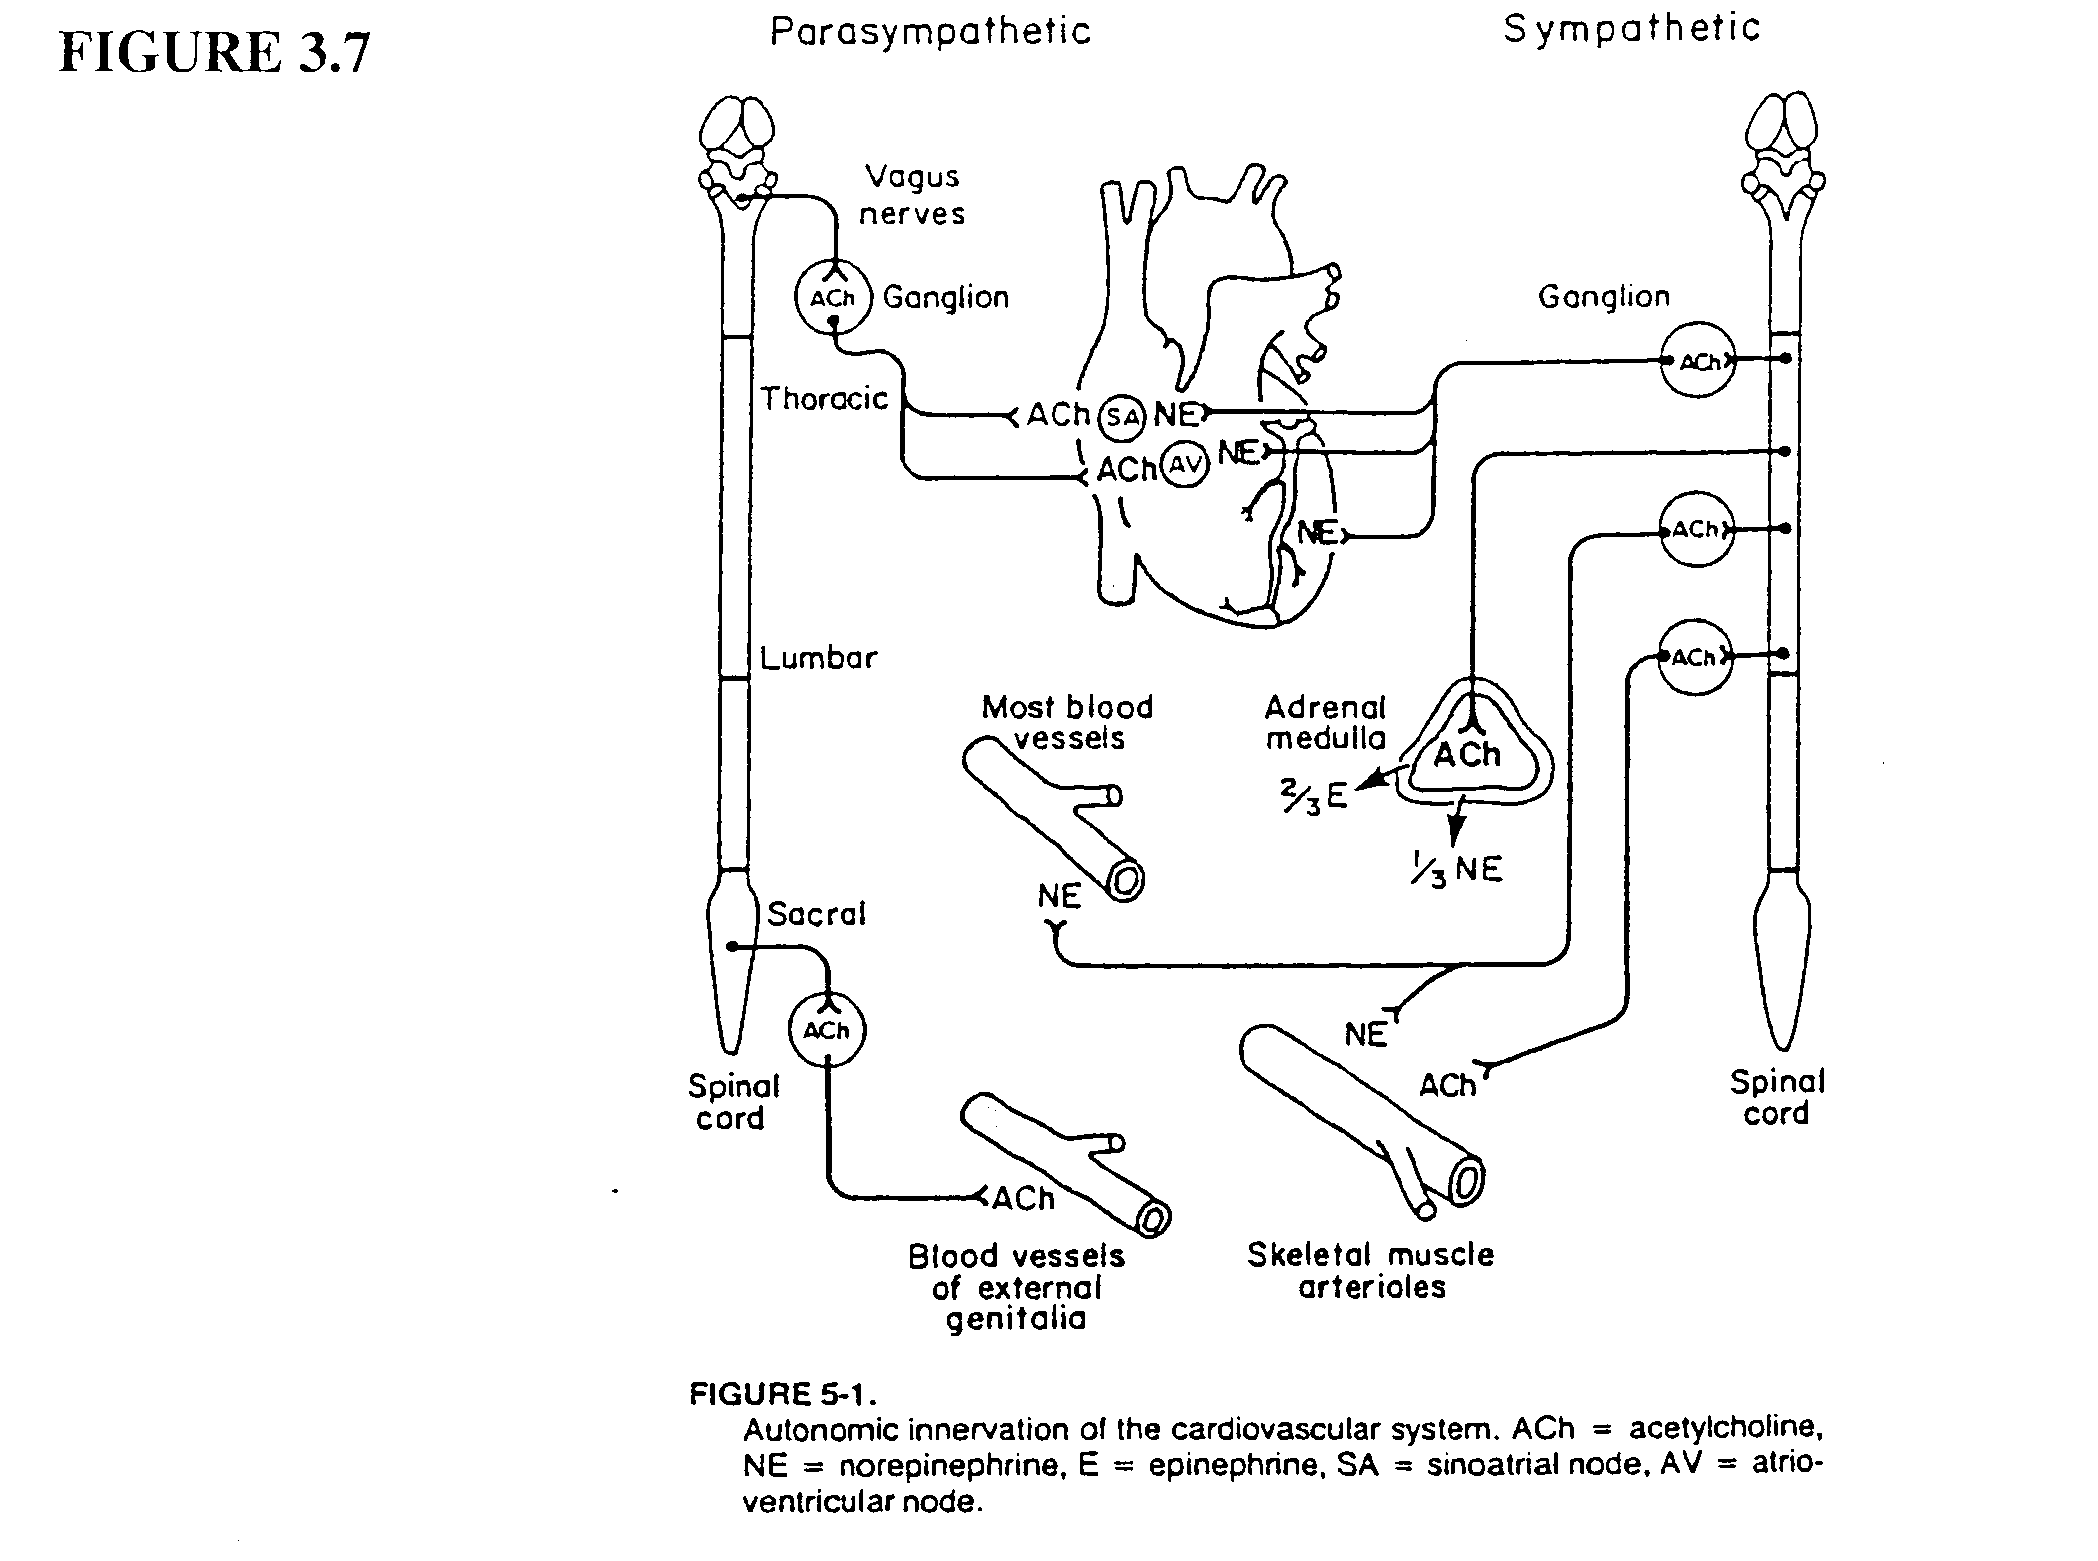 FIGURE 3.7
Parasympathetic
Sympathetic
Vagus
nerves
ACh
Ganglion
Ganglion
ACh
Thoracic
ACh SA NE
ACh AV NE
NE
ACh
ACh
Lumbar
Most blood
vessels
Adrenal
medulla
ACh
2/3 E
1/3 NE
NE
Sacral
ACh
NE
ACh
Spinal
cord
Spinal
cord
ACh
Blood vessels
of external
genitalia
Skeletal muscle
arterioles
FIGURE 5-1.
Autonomic innervation of the cardiovascular system. ACh = acetylcholine,
NE = norepinephrine, E = epinephrine, SA = sinoatrial node, AV = atrio-
ventricular node.